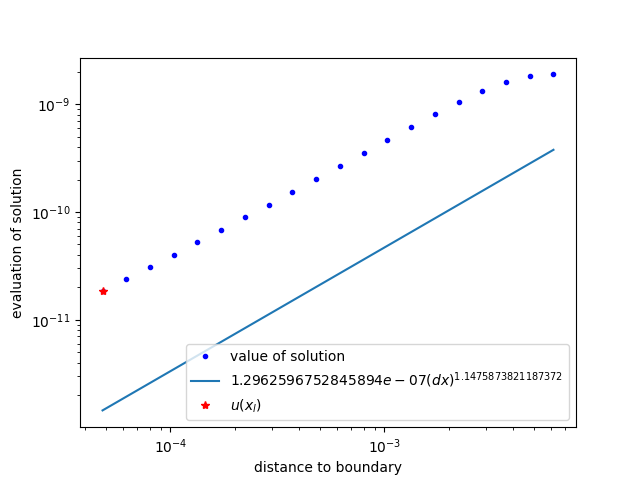 10⁻⁹
10⁻¹⁰
10⁻¹¹
evaluation of solution
value of solution
1.2962596752845894e − 07(dx)^1.1475873821187372
u(x_I)
10⁻⁴
10⁻³
distance to boundary